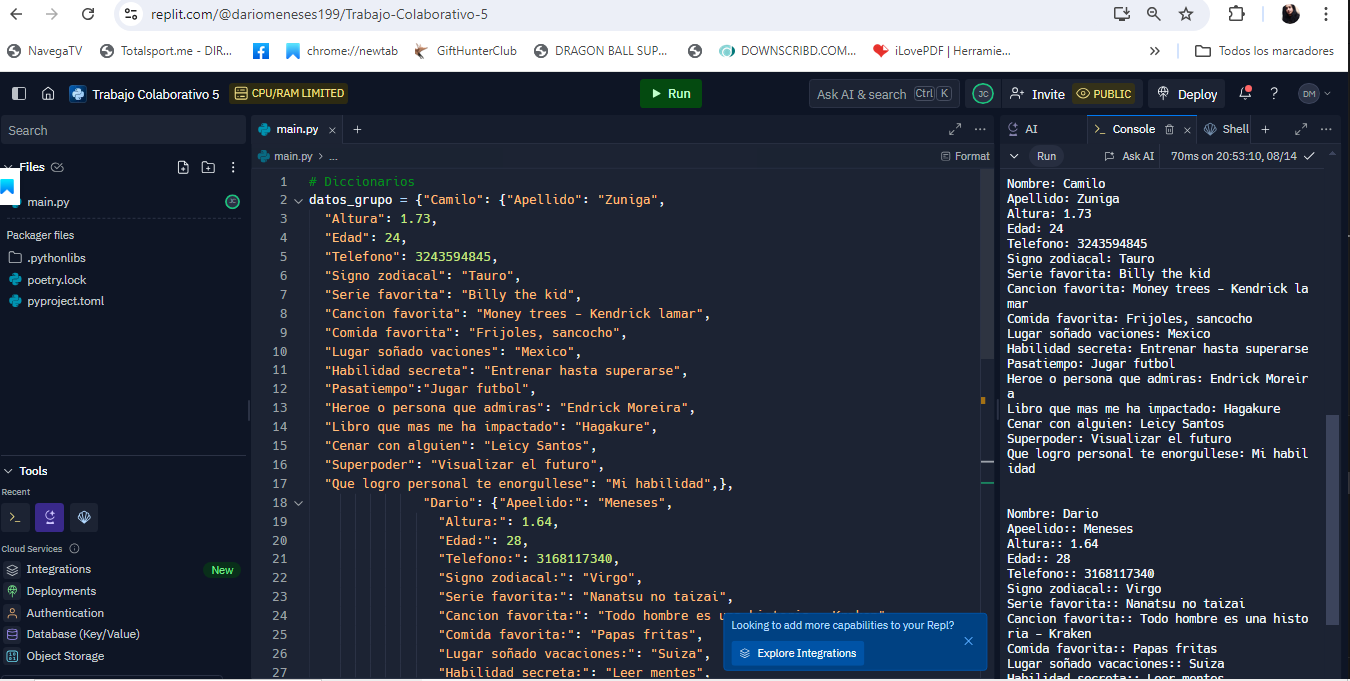 replit.com/@dariomeneses199/Trabajo-Colaborativo-5
NavegaTV
Totalsport.me - DIR...
chrome://newtab
GiftHunterClub
DRAGON BALL SUP...
DOWNSCRIBD.COM...
iLovePDF | Herramie...
Todos los marcadores
Trabajo Colaborativo 5
CPU/RAM LIMITED
Run
Ask AI & search
Ctrl K
JC
Invite
PUBLIC
Deploy
?
DM
Search
Files
main.py
Packager files
.pythonlibs
poetry.lock
pyproject.toml
Tools
Recent
Cloud Services
Integrations
New
Deployments
Authentication
Database (Key/Value)
Object Storage
main.py
main.py > ...
Format
1 # Diccionarios
2 datos_grupo = {"Camilo": {"Apellido": "Zuniga",
3 "Altura": 1.73,
4 "Edad": 24,
5 "Telefono": 3243594845,
6 "Signo zodiacal": "Tauro",
7 "Serie favorita": "Billy the kid",
8 "Cancion favorita": "Money trees - Kendrick lamar",
9 "Comida favorita": "Frijoles, sancocho",
10 "Lugar soñado vaciones": "Mexico",
11 "Habilidad secreta": "Entrenar hasta superarse",
12 "Pasatiempo":"Jugar futbol",
13 "Heroe o persona que admiras": "Endrick Moreira",
14 "Libro que mas me ha impactado": "Hagakure",
15 "Cenar con alguien": "Leicy Santos",
16 "Superpoder": "Visualizar el futuro",
17 "Que logro personal te enorgullese": "Mi habilidad",},
18 "Dario": {"Apeelido:": "Meneses",
19 "Altura:": 1.64,
20 "Edad:": 28,
21 "Telefono:": 3168117340,
22 "Signo zodiacal:": "Virgo",
23 "Serie favorita:": "Nanatsu no taizai",
24 "Cancion favorita:": "Todo hombre es u
25 "Comida favorita:": "Papas fritas",
26 "Lugar soñado vacaciones:": "Suiza",
27 "Habilidad secreta:": "Leer mentes",
Looking to add more capabilities to your Repl?
Explore Integrations
AI
Console
Shell
Run
Ask AI
70ms on 20:53:10, 08/14
Nombre: Camilo
Apellido: Zuniga
Altura: 1.73
Edad: 24
Telefono: 3243594845
Signo zodiacal: Tauro
Serie favorita: Billy the kid
Cancion favorita: Money trees - Kendrick la
mar
Comida favorita: Frijoles, sancocho
Lugar soñado vaciones: Mexico
Habilidad secreta: Entrenar hasta superarse
Pasatiempo: Jugar futbol
Heroe o persona que admiras: Endrick Moreir
a
Libro que mas me ha impactado: Hagakure
Cenar con alguien: Leicy Santos
Superpoder: Visualizar el futuro
Que logro personal te enorgullese: Mi habil
idad
Nombre: Dario
Apeelido:: Meneses
Altura:: 1.64
Edad:: 28
Telefono:: 3168117340
Signo zodiacal:: Virgo
Serie favorita:: Nanatsu no taizai
Cancion favorita:: Todo hombre es una histo
ria - Kraken
Comida favorita:: Papas fritas
Lugar soñado vacaciones:: Suiza
Habilidad secreta:: Leer mentes